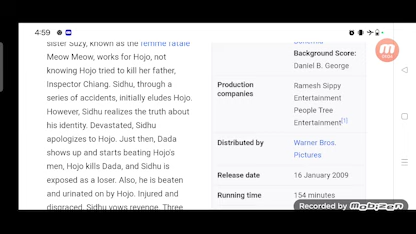 4:59
sister Suzy, known as the femme fatale
Meow Meow, works for Hojo, not
knowing Hojo tried to kill her father,
Inspector Chiang. Sidhu, through a
series of accidents, initially eludes Hojo.
However, Sidhu realizes the truth about
his identity. Devastated, Sidhu
apologizes to Hojo. Just then, Dada
shows up and starts beating Hojo's
men, Hojo kills Dada, and Sidhu is
exposed as a loser. Also, he is beaten
and urinated on by Hojo. Injured and
disgraced, Sidhu vows revenge. Three
Background Score:
Daniel B. George
Production
companies
Ramesh Sippy
Entertainment
People Tree
Entertainment[1]
Distributed by
Warner Bros.
Pictures
Release date
16 January 2009
Running time
154 minutes
Recorded by Mobizen